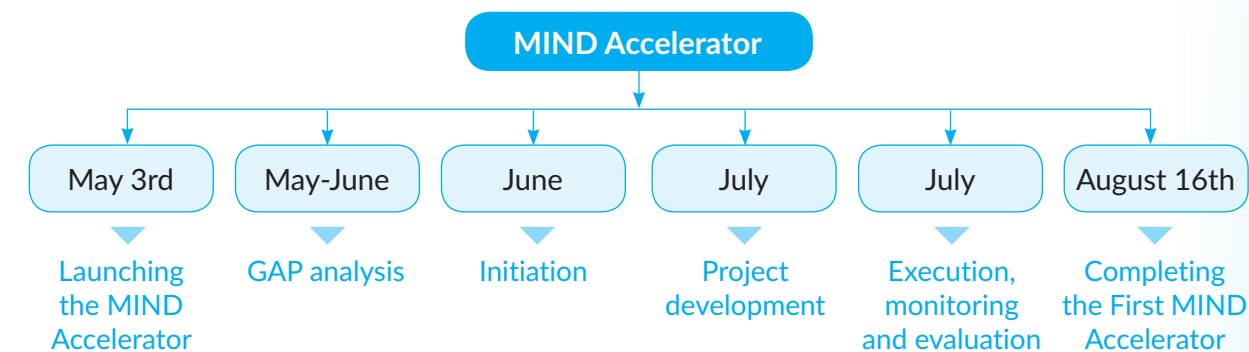 MIND Accelerator
May 3rd
May-June
June
July
July
August 16th
Launching
the MIND
Accelerator
GAP analysis
Initiation
Project
development
Execution,
monitoring
and evaluation
Completing
the First MIND
Accelerator